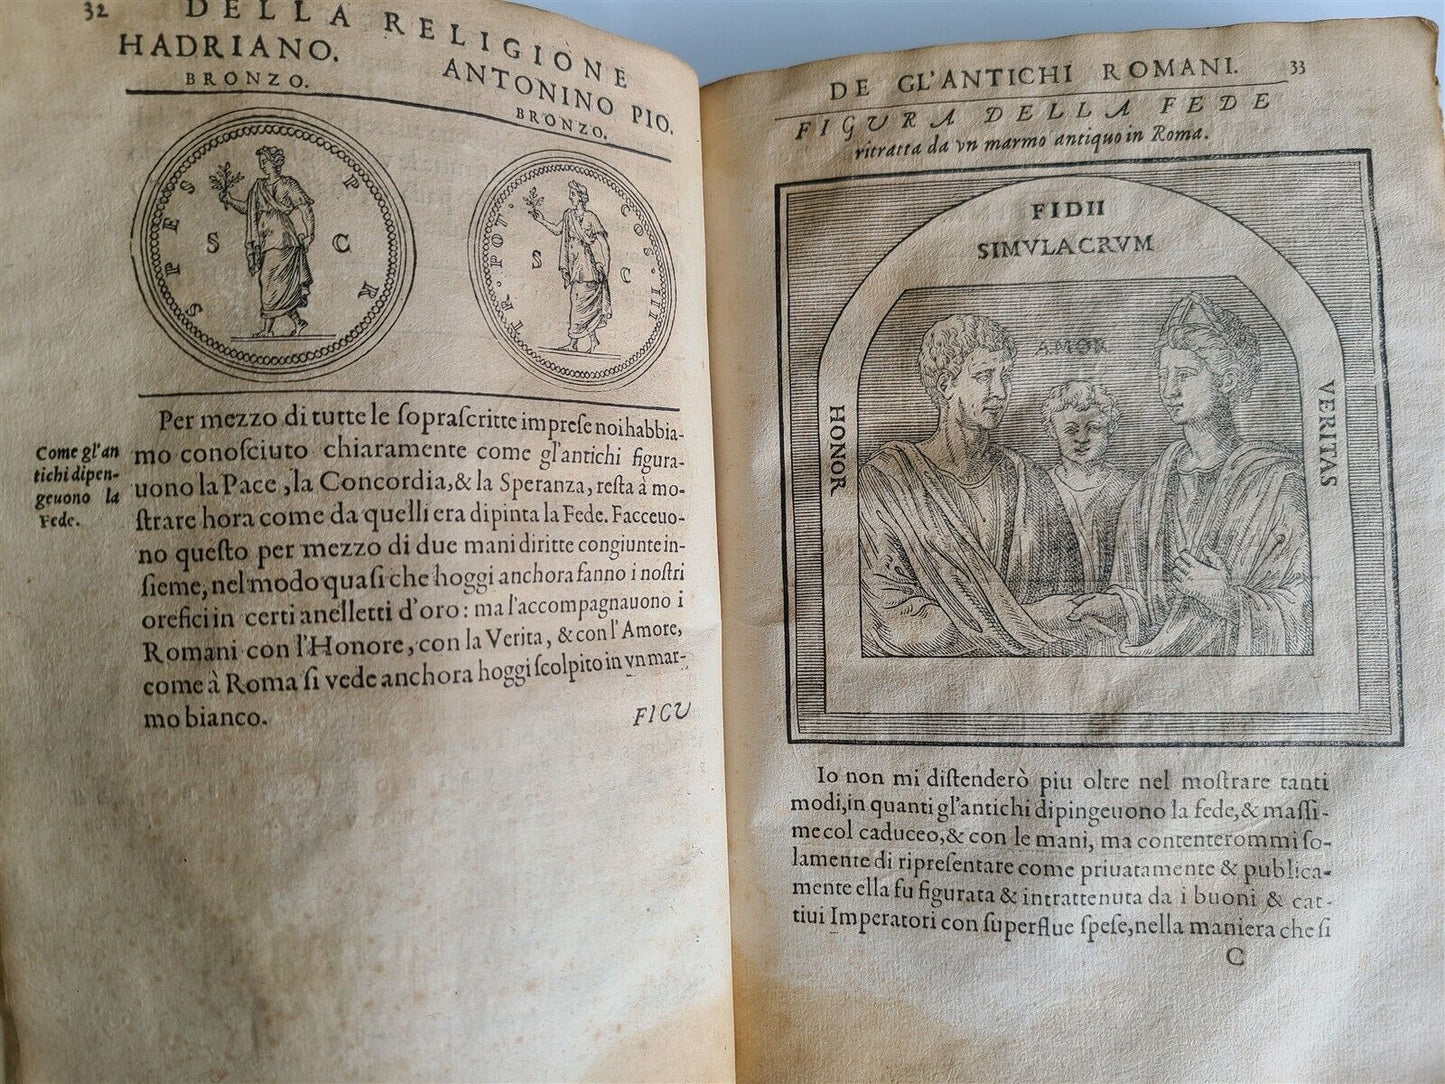 32
DELLA RELIGIONE
HADRIANO.
BRONZO.
ANTONINO PIO.
BRONZO.
SPES P R
S C
TR. POT. COS. III
S C
Come gl'an
tichi dipen-
geuono la
Fede.
Per mezzo di tutte le ſopraſcritte impreſe noi habbia-
mo conoſciuto chiaramente come gl'antichi figura-
uono la Pace, la Concordia, & la Speranza, reſta à mo-
ſtrare hora come da quelli era dipinta la Fede. Faceuo-
no queſto per mezzo di due mani diritte congiunte in-
ſieme, nel modo quaſi che hoggi anchora fanno i noſtri
orefici in certi anelletti d'oro: ma l'accompagnauono i
Romani con l'Honore, con la Verita, & con l'Amore,
come à Roma ſi vede anchora hoggi ſcolpito in vn mar-
mo bianco.
FIGU
DE GL'ANTICHI ROMANI. 33
FIGURA DELLA FEDE
ritratta da vn marmo antiquo in Roma.
FIDII
SIMVLACRVM
AMOR
HONOR
VERITAS
Io non mi diſtenderò piu oltre nel moſtrare tanti
modi, in quanti gl'antichi dipingeuono la fede, & maſſi-
me col caduceo, & con le mani, ma contenterommi ſo-
lamente di ripreſentare come priuatamente & publica-
mente ella fu figurata & intrattenuta da i buoni & cat-
tiui Imperatori con ſuperflue ſpeſe, nella maniera che ſi
C